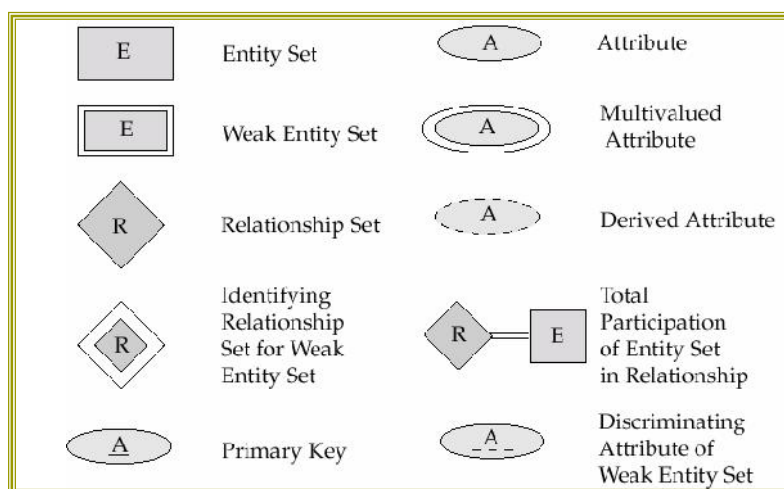 E
Entity Set
A
Attribute
E
Weak Entity Set
A
Multivalued
Attribute
R
Relationship Set
A
Derived Attribute
R
Identifying
Relationship
Set for Weak
Entity Set
R
E
Total
Participation
of Entity Set
in Relationship
A
Primary Key
A
Discriminating
Attribute of
Weak Entity Set